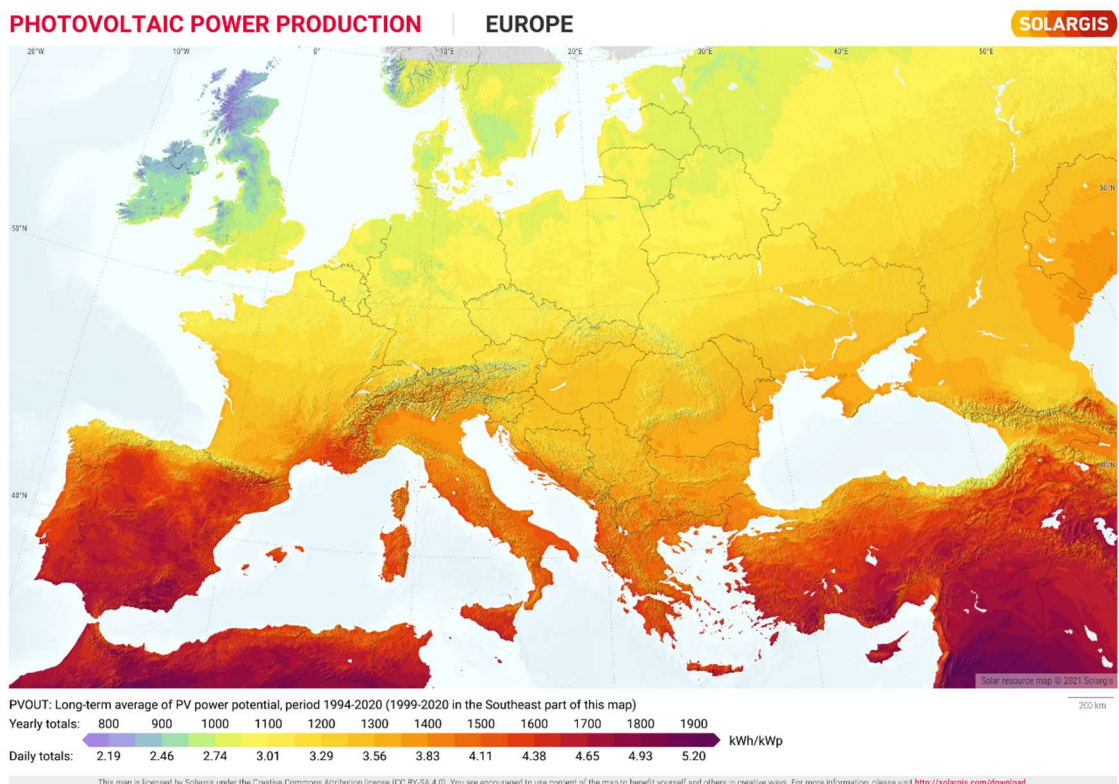 PHOTOVOLTAIC POWER PRODUCTION EUROPE SOLARGIS
20°W 10°W 0° 10°E 20°E 30°E 40°E 50°E
50°N
50°N
40°N
40°N
Solar resource map © 2021 Solargis
PVOUT: Long-term average of PV power potential, period 1994-2020 (1999-2020 in the Southeast part of this map)
200 km
Yearly totals: 800 900 1000 1100 1200 1300 1400 1500 1600 1700 1800 1900
kWh/kWp
Daily totals: 2.19 2.46 2.74 3.01 3.29 3.56 3.83 4.11 4.38 4.65 4.93 5.20
This map is licensed by Solargis under the Creative Commons Attribution license (CC BY-SA 4.0). You are encouraged to use content of the map to benefit yourself and others in creative ways. For more information, please visit http://solargis.com/download.